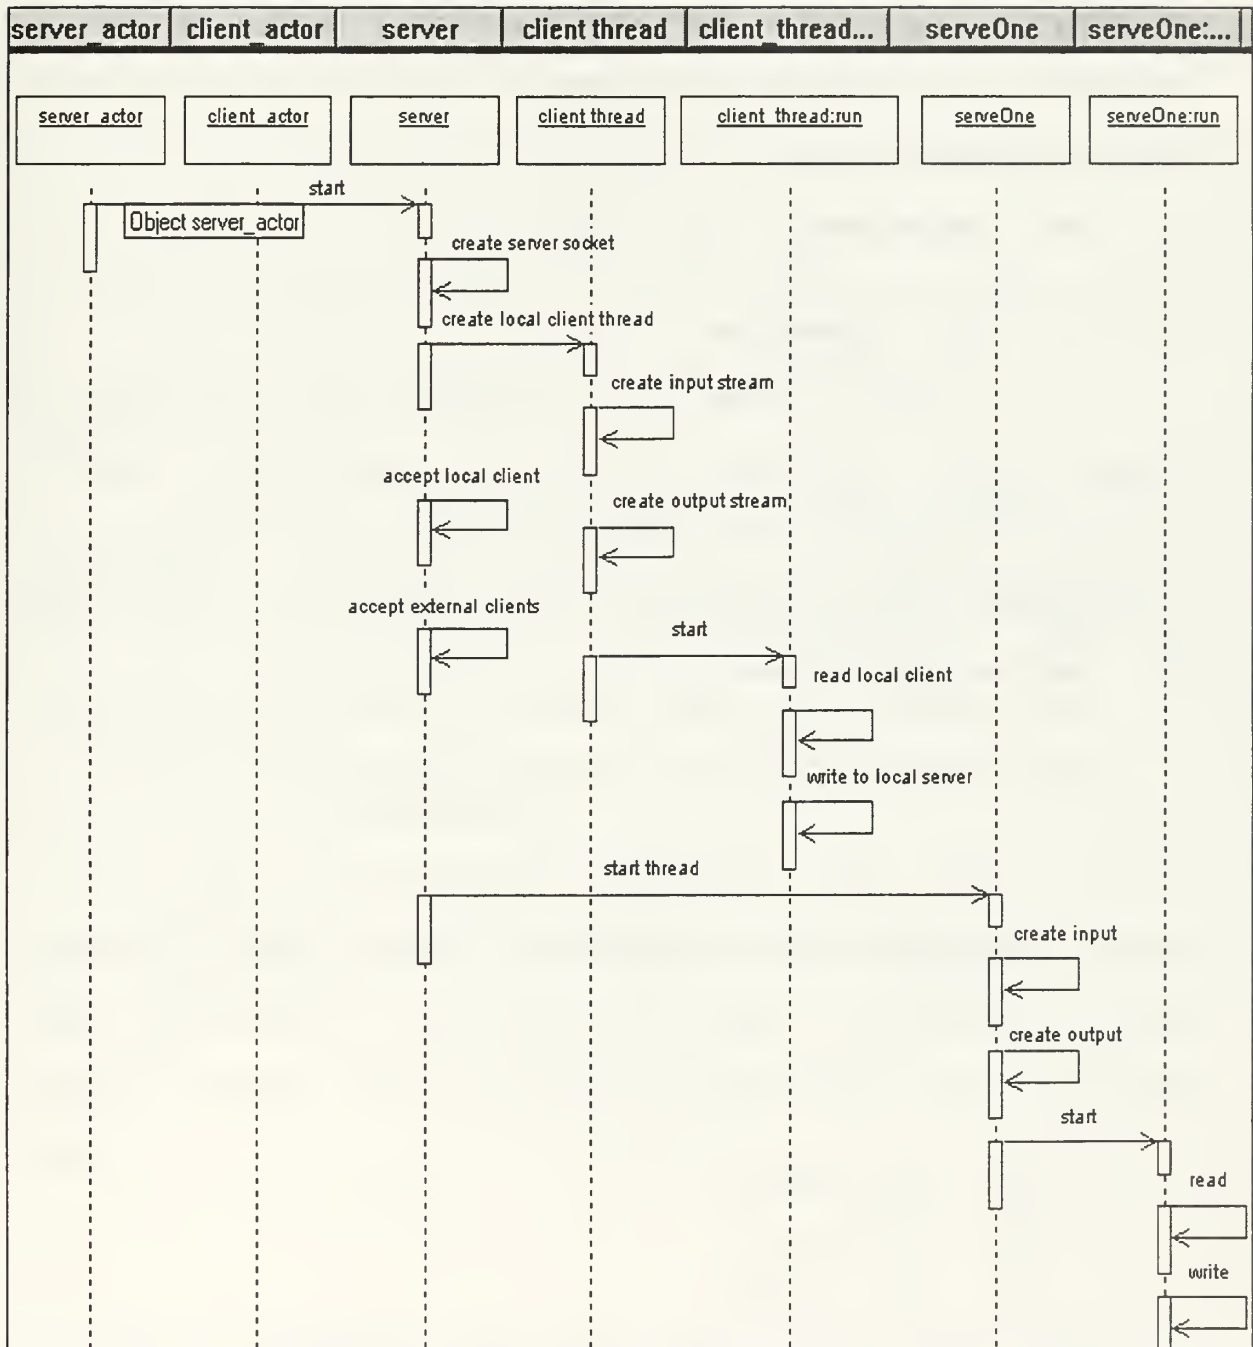 server_actor
client_actor
server
client thread
client_thread...
serveOne
serveOne:...
server_actor
client_actor
server
client thread
client_thread:run
serveOne
serveOne:run
start
Object server_actor
create server socket
create local client thread
create input stream
accept local client
create output stream
accept external clients
start
read local client
write to local server
start thread
create input
create output
start
read
write